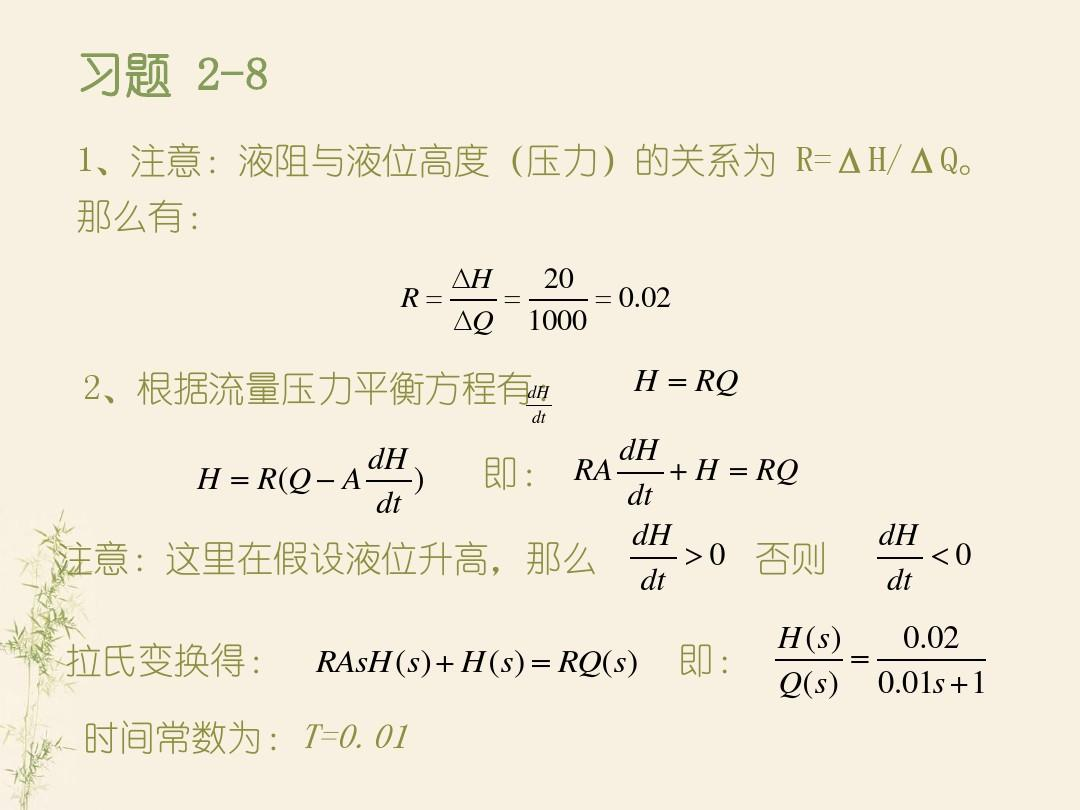 习题 2-8
1、注意：液阻与液位高度（压力）的关系为 R=ΔH/ΔQ。
那么有：
R = ΔH/ΔQ = 20/1000 = 0.02
2、根据流量压力平衡方程有： dH/dt H = RQ
H = R(Q − A dH/dt) 即： RA dH/dt + H = RQ
注意：这里在假设液位升高，那么 dH/dt > 0 否则 dH/dt < 0
拉氏变换得： RAsH(s) + H(s) = RQ(s) 即： H(s)/Q(s) = 0.02/(0.01s + 1)
时间常数为：T=0.01